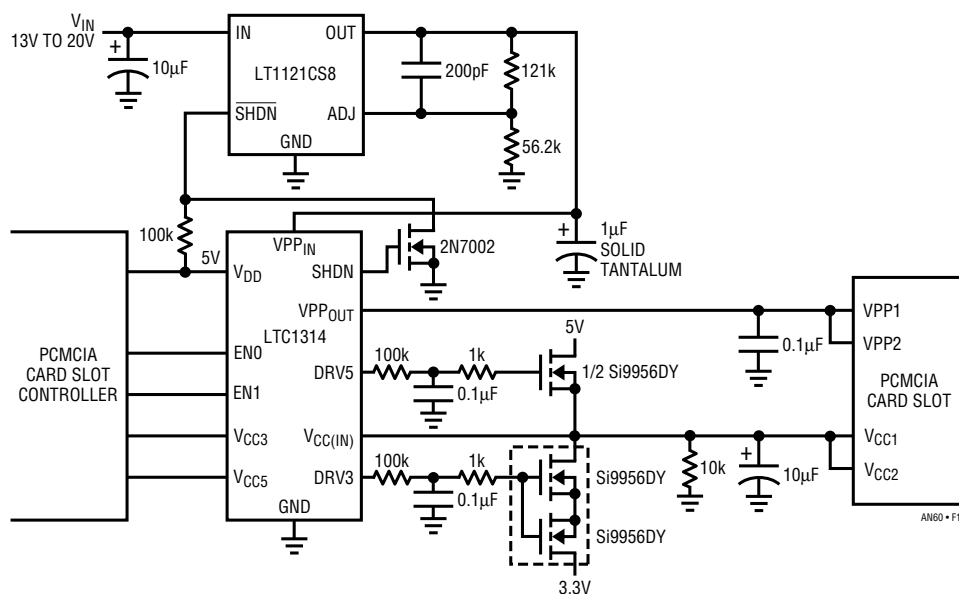 VIN
13V TO 20V
+
10µF
IN
OUT
LT1121CS8
SHDN
ADJ
GND
200pF
121k
56.2k
100k
5V
VPPIN
2N7002
+
1µF
SOLID
TANTALUM
VDD
SHDN
VPPOUT
LTC1314
PCMCIA
CARD SLOT
CONTROLLER
EN0
EN1
VCC3
VCC5
DRV5
VCC(IN)
DRV3
GND
100k
1k
0.1µF
5V
1/2 Si9956DY
100k
1k
0.1µF
Si9956DY
Si9956DY
3.3V
0.1µF
10k
+
10µF
VPP1
VPP2
PCMCIA
CARD SLOT
VCC1
VCC2
AN60 • F1